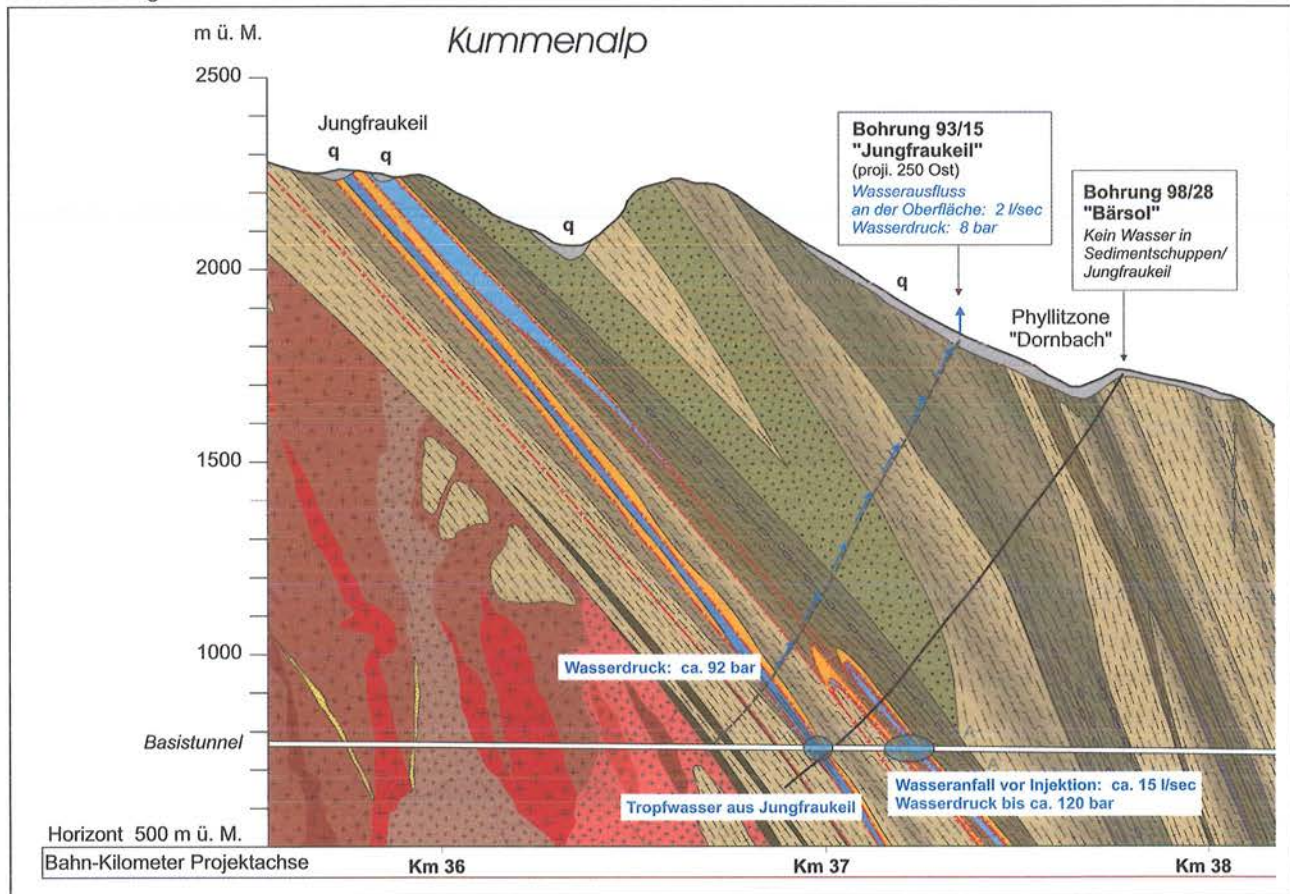 m ü. M.
Kummenalp
2500
2000
1500
1000
Jungfraukeil
q
q
q
q
Bohrung 93/15
"Jungfraukeil"
(proji. 250 Ost)
Wasserausfluss
an der Oberfläche: 2 l/sec
Wasserdruck: 8 bar
Bohrung 98/28
"Bärsol"
Kein Wasser in
Sedimentschuppen/
Jungfraukeil
Phyllitzone
"Dornbach"
Wasserdruck: ca. 92 bar
Basistunnel
Tropfwasser aus Jungfraukeil
Wasseranfall vor Injektion: ca. 15 l/sec
Wasserdruck bis ca. 120 bar
Horizont 500 m ü. M.
Bahn-Kilometer Projektachse
Km 36
Km 37
Km 38